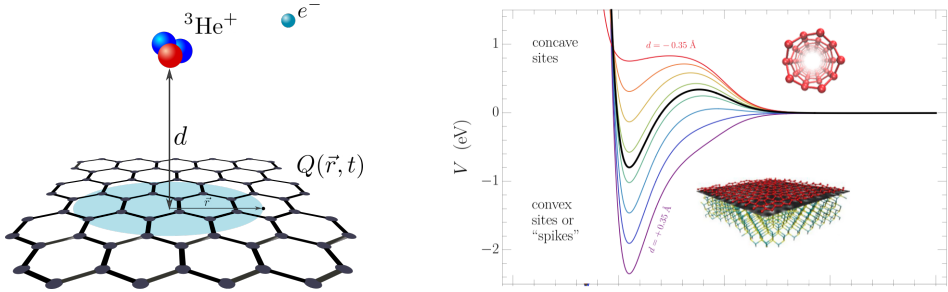 ³He⁺
e⁻
d
Q(r⃗, t)
r⃗
V (eV)
1
0
−1
−2
concave
sites
d = −0.35 Å
convex
sites or
“spikes”
d = +0.35 Å